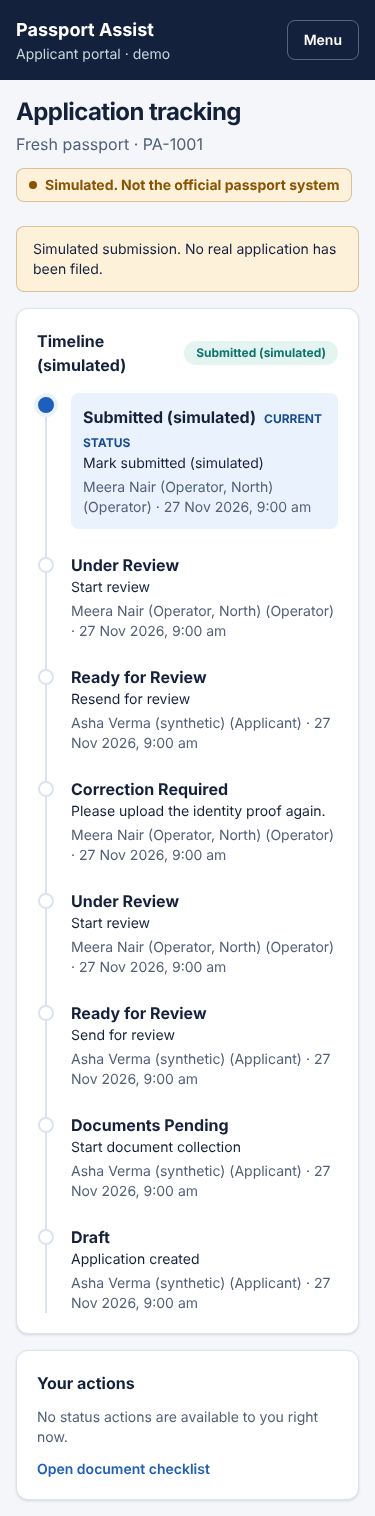 Passport Assist
Applicant portal · demo
Menu
Application tracking
Fresh passport · PA-1001
Simulated. Not the official passport system
Simulated submission. No real application has
been filed.
Timeline
(simulated)
Submitted (simulated)
Submitted (simulated) CURRENT
STATUS
Mark submitted (simulated)
Meera Nair (Operator, North)
(Operator) · 27 Nov 2026, 9:00 am
Under Review
Start review
Meera Nair (Operator, North) (Operator)
· 27 Nov 2026, 9:00 am
Ready for Review
Resend for review
Asha Verma (synthetic) (Applicant) · 27
Nov 2026, 9:00 am
Correction Required
Please upload the identity proof again.
Meera Nair (Operator, North) (Operator)
· 27 Nov 2026, 9:00 am
Under Review
Start review
Meera Nair (Operator, North) (Operator)
· 27 Nov 2026, 9:00 am
Ready for Review
Send for review
Asha Verma (synthetic) (Applicant) · 27
Nov 2026, 9:00 am
Documents Pending
Start document collection
Asha Verma (synthetic) (Applicant) · 27
Nov 2026, 9:00 am
Draft
Application created
Asha Verma (synthetic) (Applicant) · 27
Nov 2026, 9:00 am
Your actions
No status actions are available to you right
now.
Open document checklist